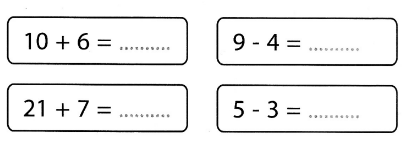 10 + 6 = ..........
9 - 4 = ..........
21 + 7 = ..........
5 - 3 = ..........